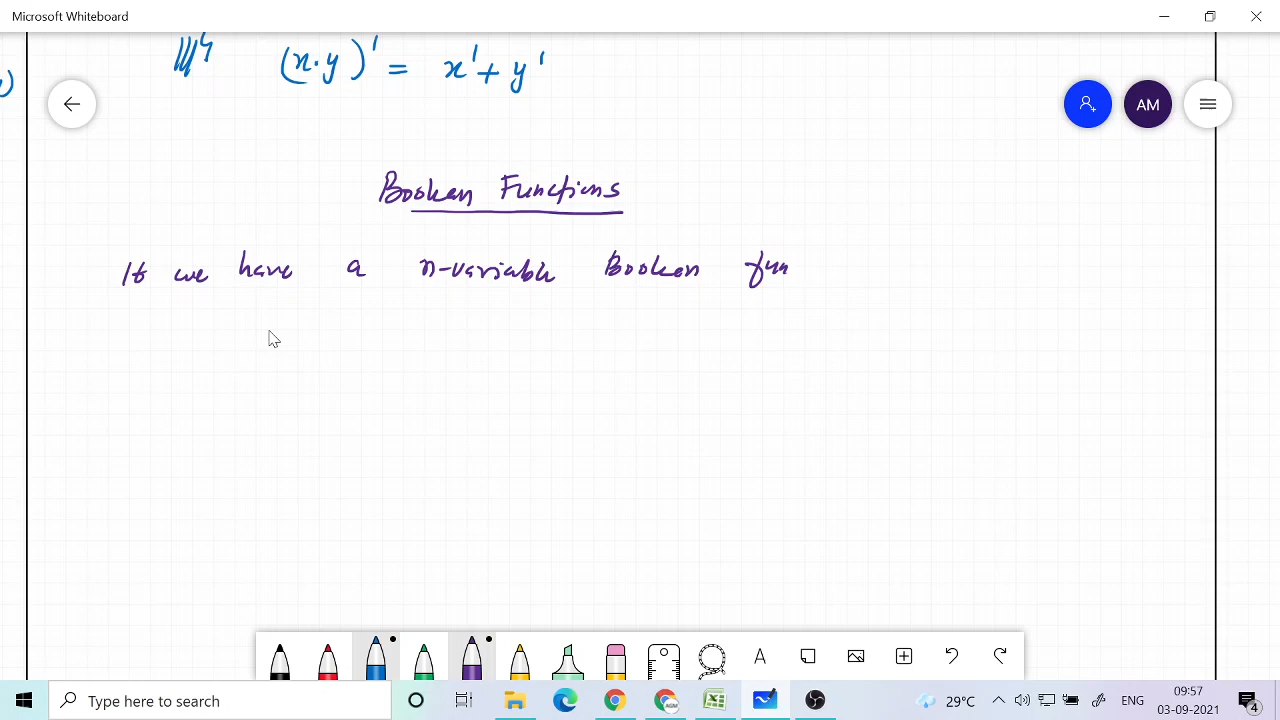 Microsoft Whiteboard
(x·y)' = x' + y'
AM
Boolean Functions
If we have a n-variable Boolean fun
A
Type here to search
29°C
ENG
09:57
03-09-2021
4